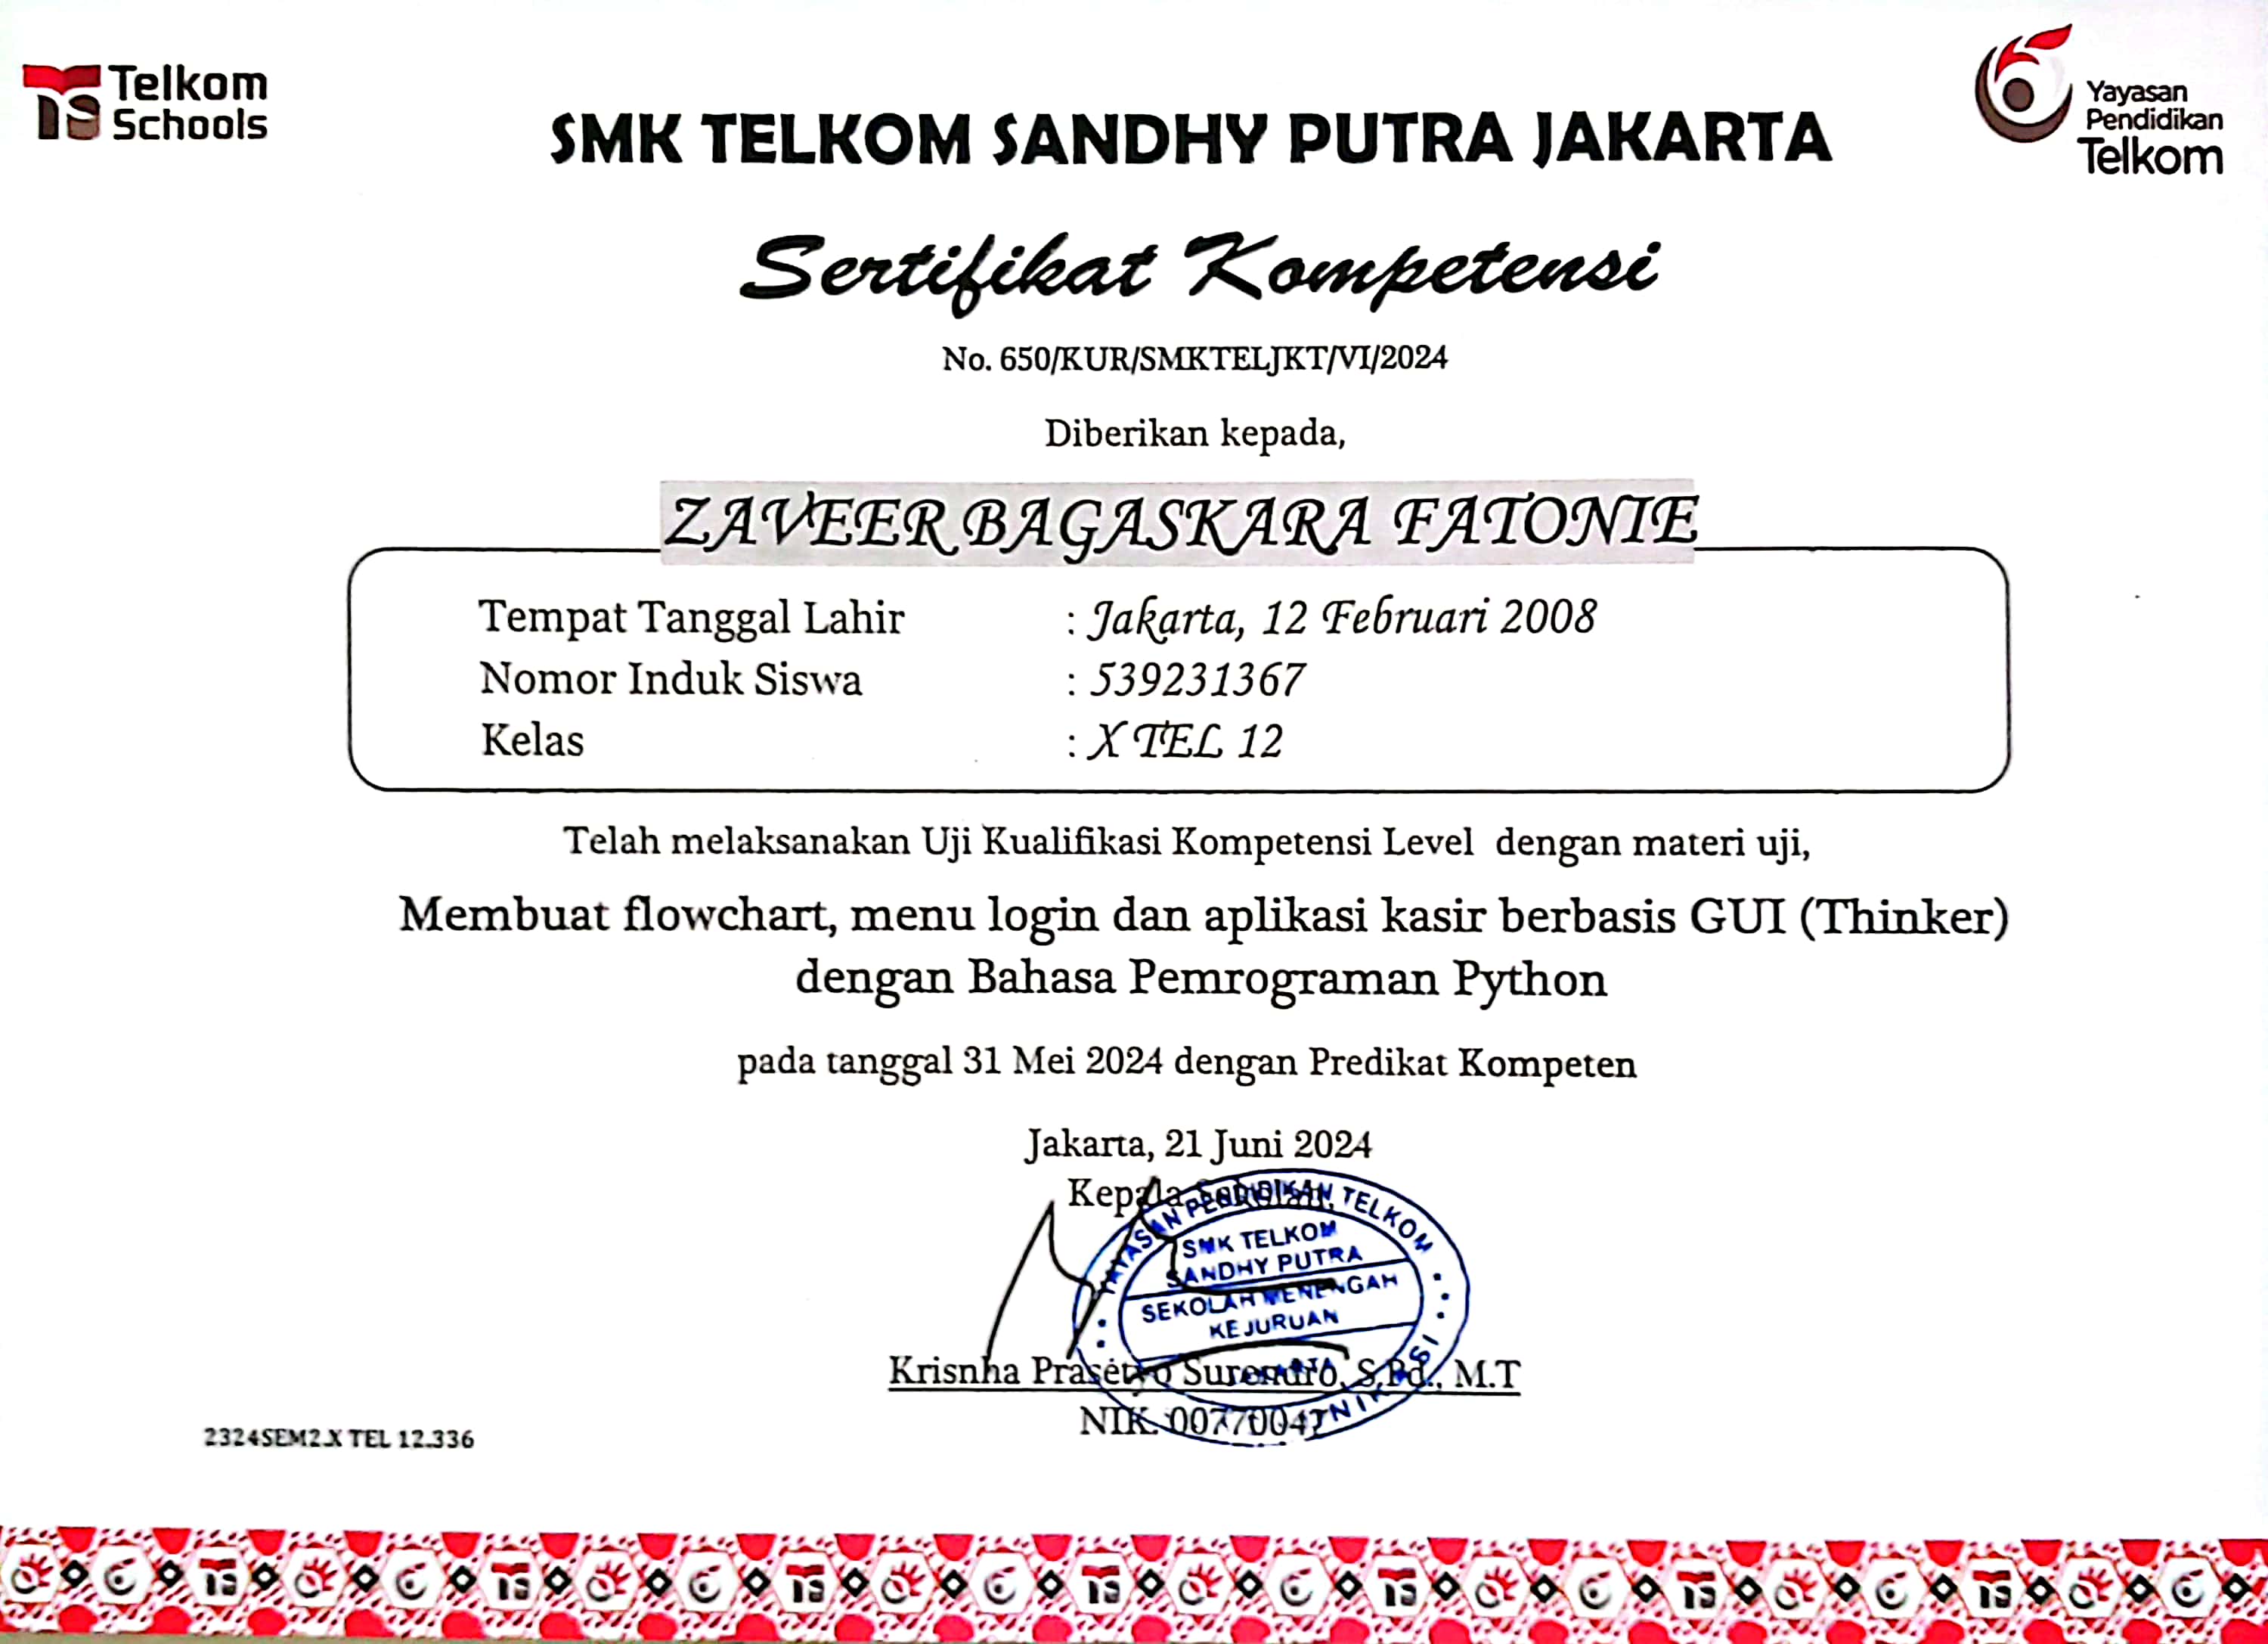 Telkom
Schools
Yayasan
Pendidikan
Telkom
SMK TELKOM SANDHY PUTRA JAKARTA
Sertifikat Kompetensi
No. 650/KUR/SMKTELJKT/VI/2024
Diberikan kepada,
ZAVEER BAGASKARA FATONIE
Tempat Tanggal Lahir : Jakarta, 12 Februari 2008
Nomor Induk Siswa : 539231367
Kelas : X TEL 12
Telah melaksanakan Uji Kualifikasi Kompetensi Level dengan materi uji,
Membuat flowchart, menu login dan aplikasi kasir berbasis GUI (Thinker)
dengan Bahasa Pemrograman Python
pada tanggal 31 Mei 2024 dengan Predikat Kompeten
Jakarta, 21 Juni 2024
Kepala Sekolah,
YAYASAN PENDIDIKAN TELKOM
SMK TELKOM
SANDHY PUTRA
SEKOLAH MENENGAH
KEJURUAN
Krisnha Prasetyo Surendro, S.Pd., M.T
NIK.
2324SEM2.X TEL 12.336